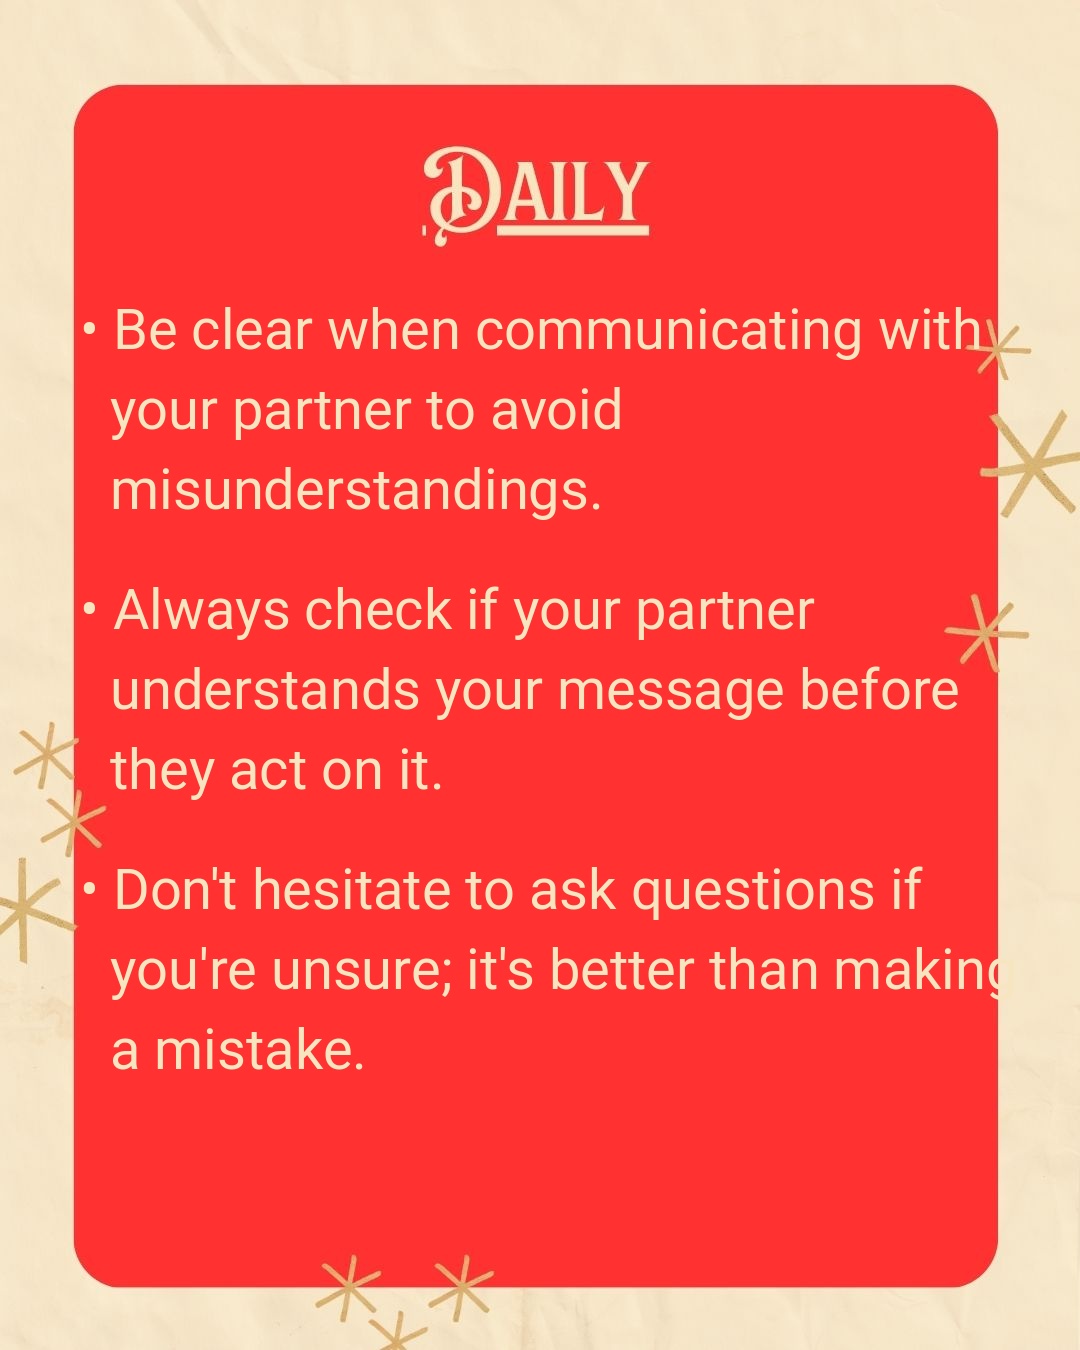 Daily
• Be clear when communicating with
your partner to avoid
misunderstandings.
• Always check if your partner
understands your message before
they act on it.
• Don't hesitate to ask questions if
you're unsure; it's better than making
a mistake.